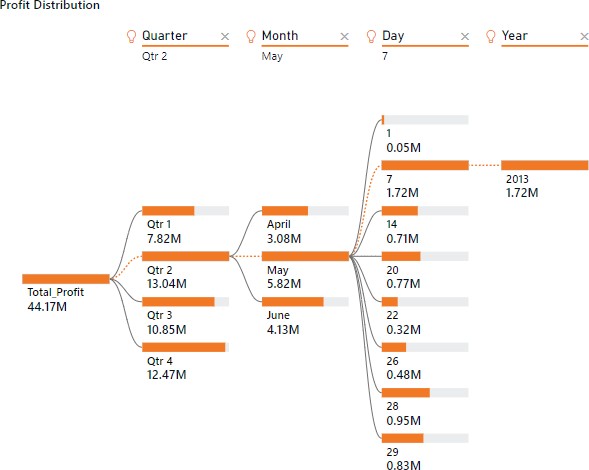 Profit Distribution
Quarter
Month
Day
Year
Qtr 2
May
7
1
0.05M
7
1.72M
2013
1.72M
Qtr 1
7.82M
April
3.08M
14
0.71M
Total_Profit
44.17M
Qtr 2
13.04M
May
5.82M
20
0.77M
Qtr 3
10.85M
June
4.13M
22
0.32M
Qtr 4
12.47M
26
0.48M
28
0.95M
29
0.83M